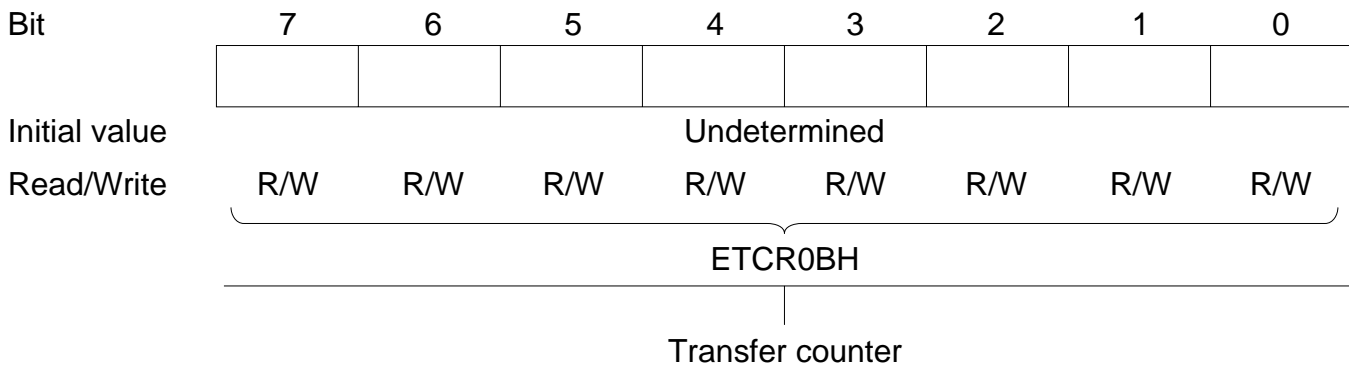 Bit 7 6 5 4 3 2 1 0
Initial value Undetermined
Read/Write R/W R/W R/W R/W R/W R/W R/W R/W
ETCR0BH
Transfer counter